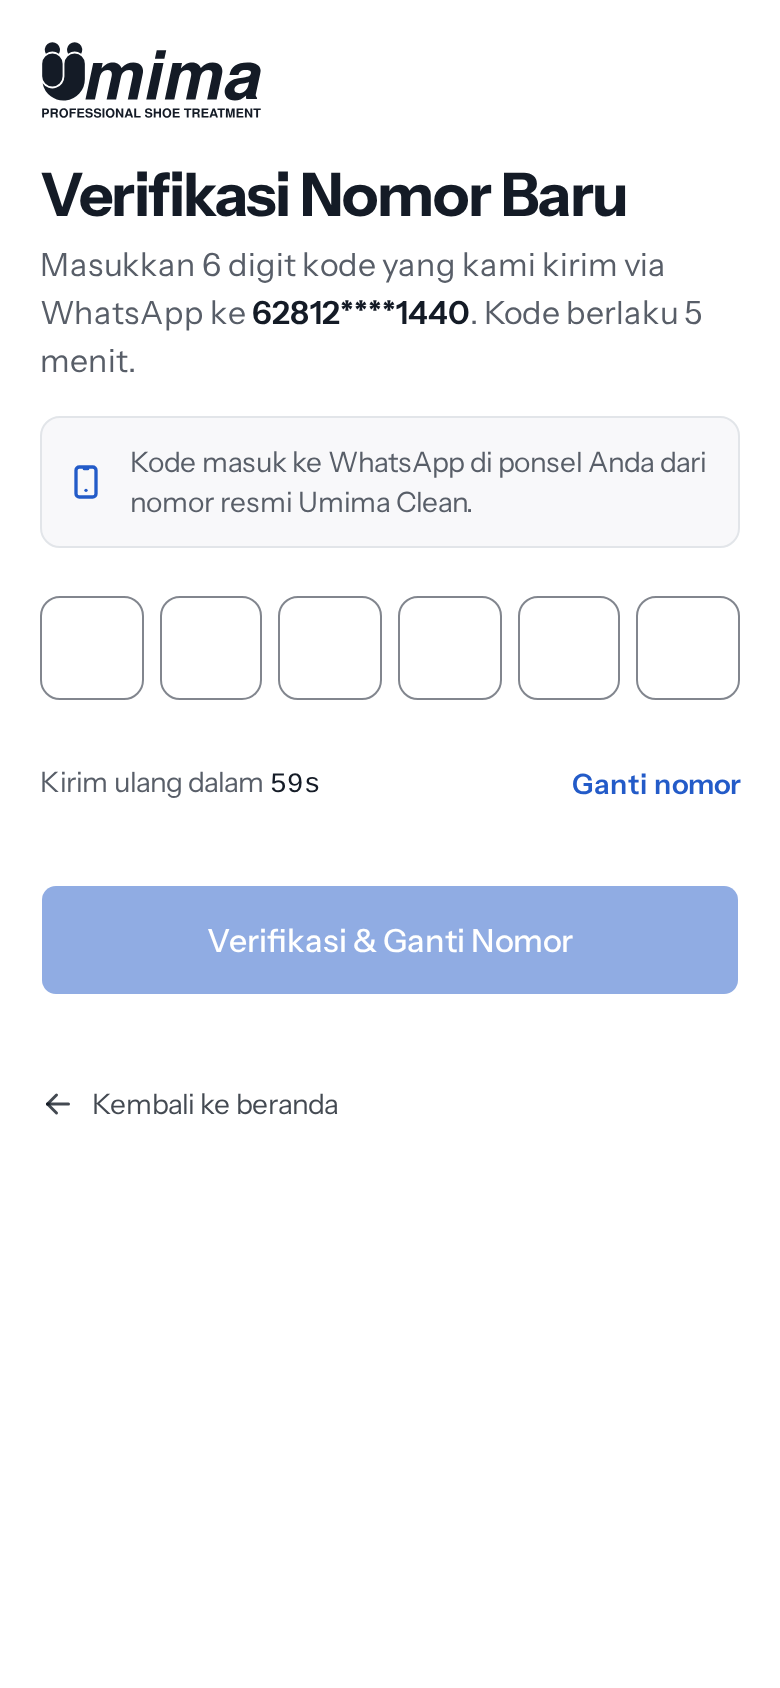 Ümima
PROFESSIONAL SHOE TREATMENT
Verifikasi Nomor Baru
Masukkan 6 digit kode yang kami kirim via
WhatsApp ke 62812****1440. Kode berlaku 5
menit.
Kode masuk ke WhatsApp di ponsel Anda dari
nomor resmi Umima Clean.
Kirim ulang dalam 59s
Ganti nomor
Verifikasi & Ganti Nomor
Kembali ke beranda